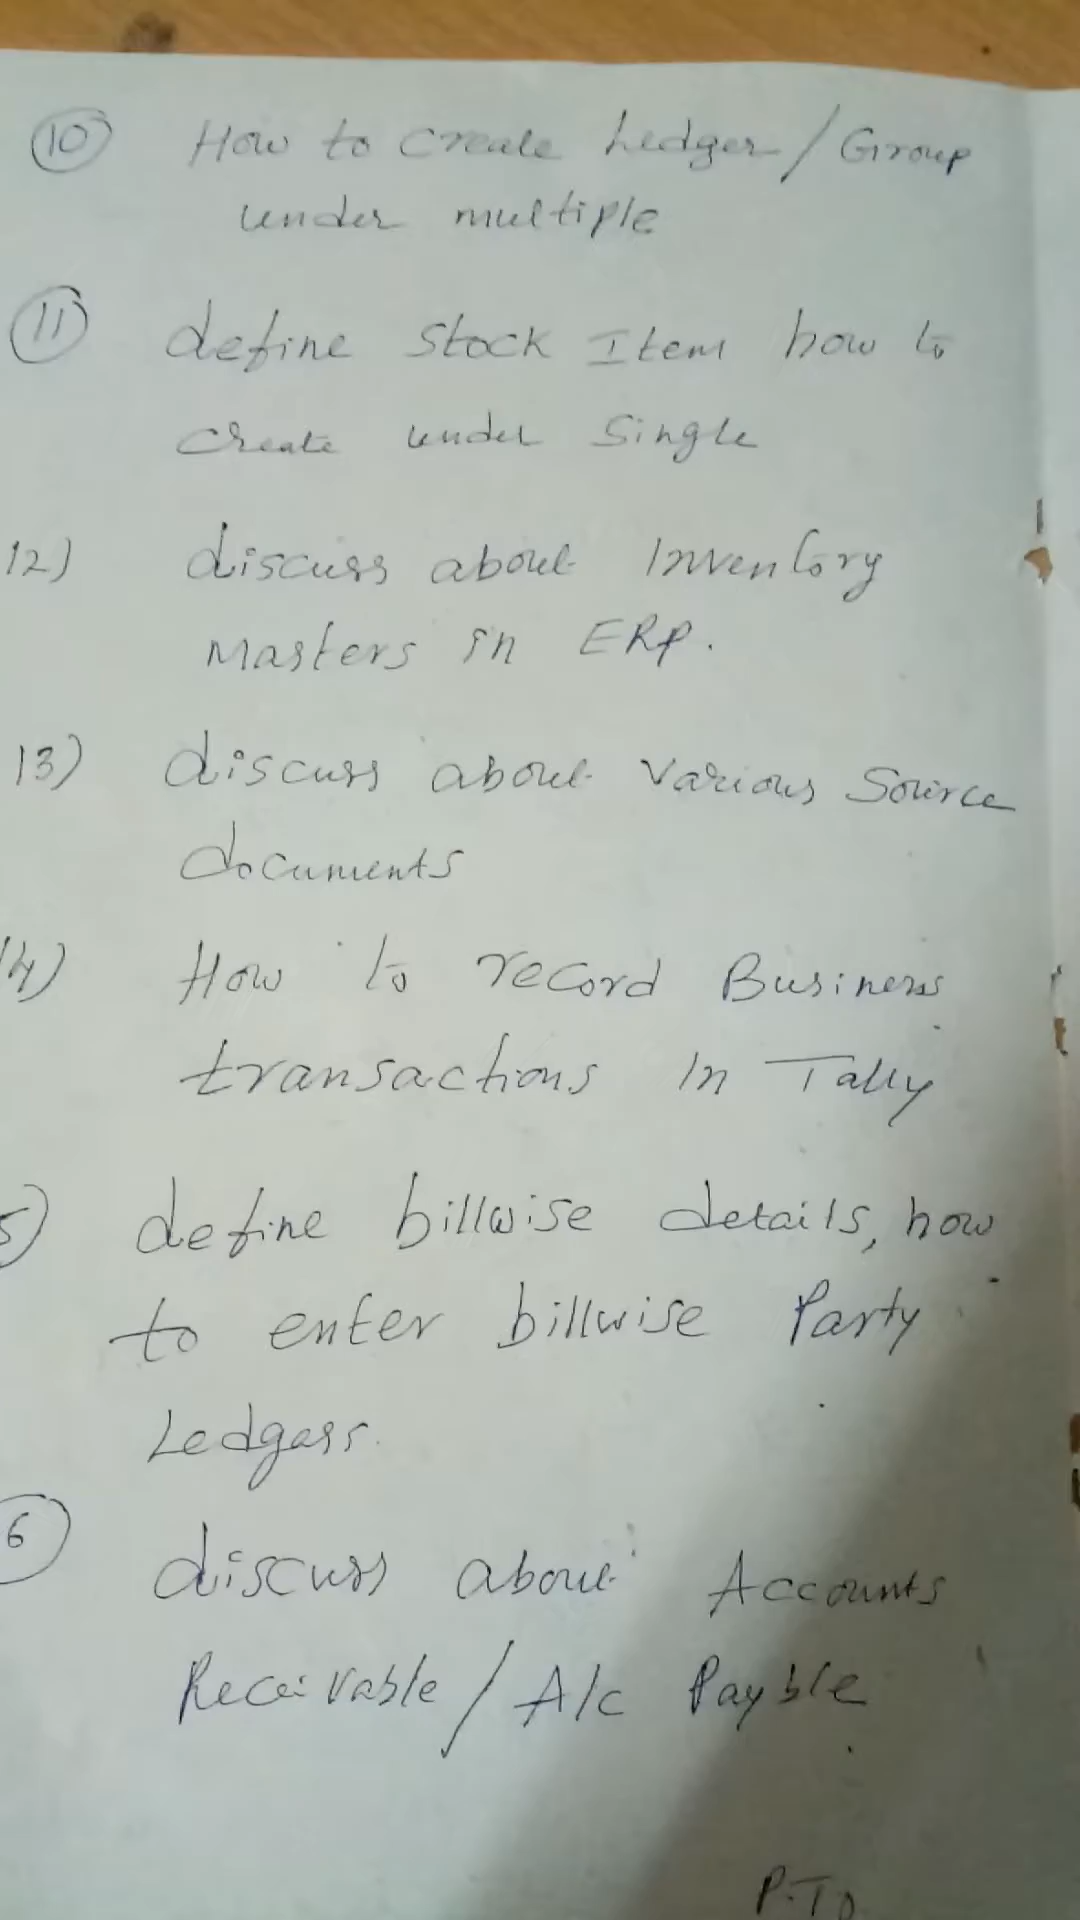 10 How to Create Ledger / Group
under multiple
11 define Stock Item how to
Create under Single
12) discuss about Inventory
Masters in ERP.
13) discuss about Various Source
documents
14) How to record Business
transactions In Tally
5) define billwise details, how
to enter billwise Party
Ledgers.
6 discuss about Accounts
Receivable / A/c Payble
P.T.O